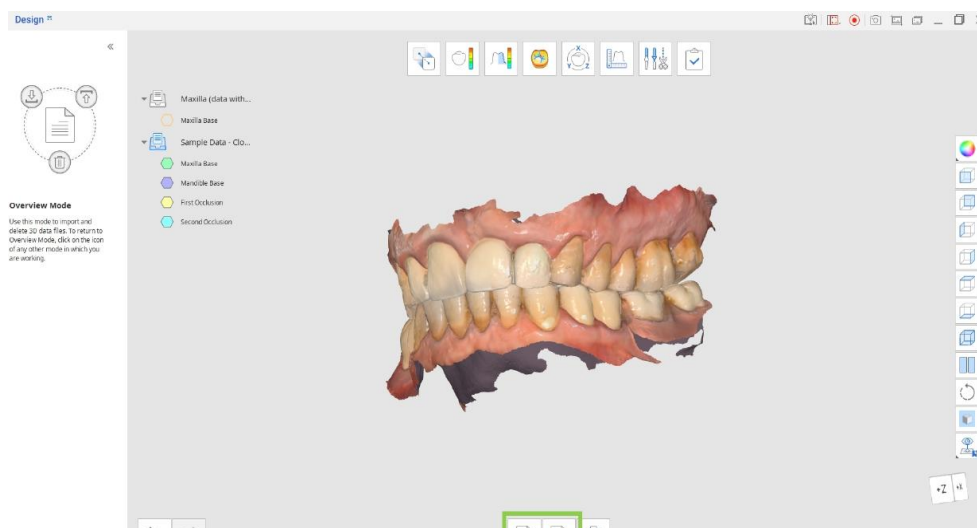 Design
Overview Mode
Use this mode to import and
delete 3D data files. To return to
Overview Mode, click on the icon
of any other mode in which you
are working.
Maxilla (data with...
Maxilla Base
Sample Data - Clo...
Maxilla Base
Mandible Base
First Occlusion
Second Occlusion
X
Y
Z
+Z